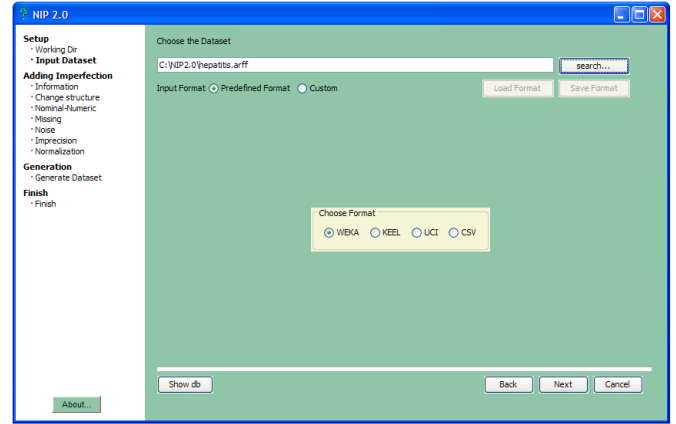 ? NIP 2.0
Setup
· Working Dir
· Input Dataset
Adding Imperfection
· Information
· Change structure
· Nominal-Numeric
· Missing
· Noise
· Imprecision
· Normalization
Generation
· Generate Dataset
Finish
· Finish
About...
Choose the Dataset
C:\NIP2.0\hepatitis.arff
search...
Input Format Predefined Format Custom
Load Format Save Format
Choose Format
WEKA KEEL UCI CSV
Show db Back Next Cancel